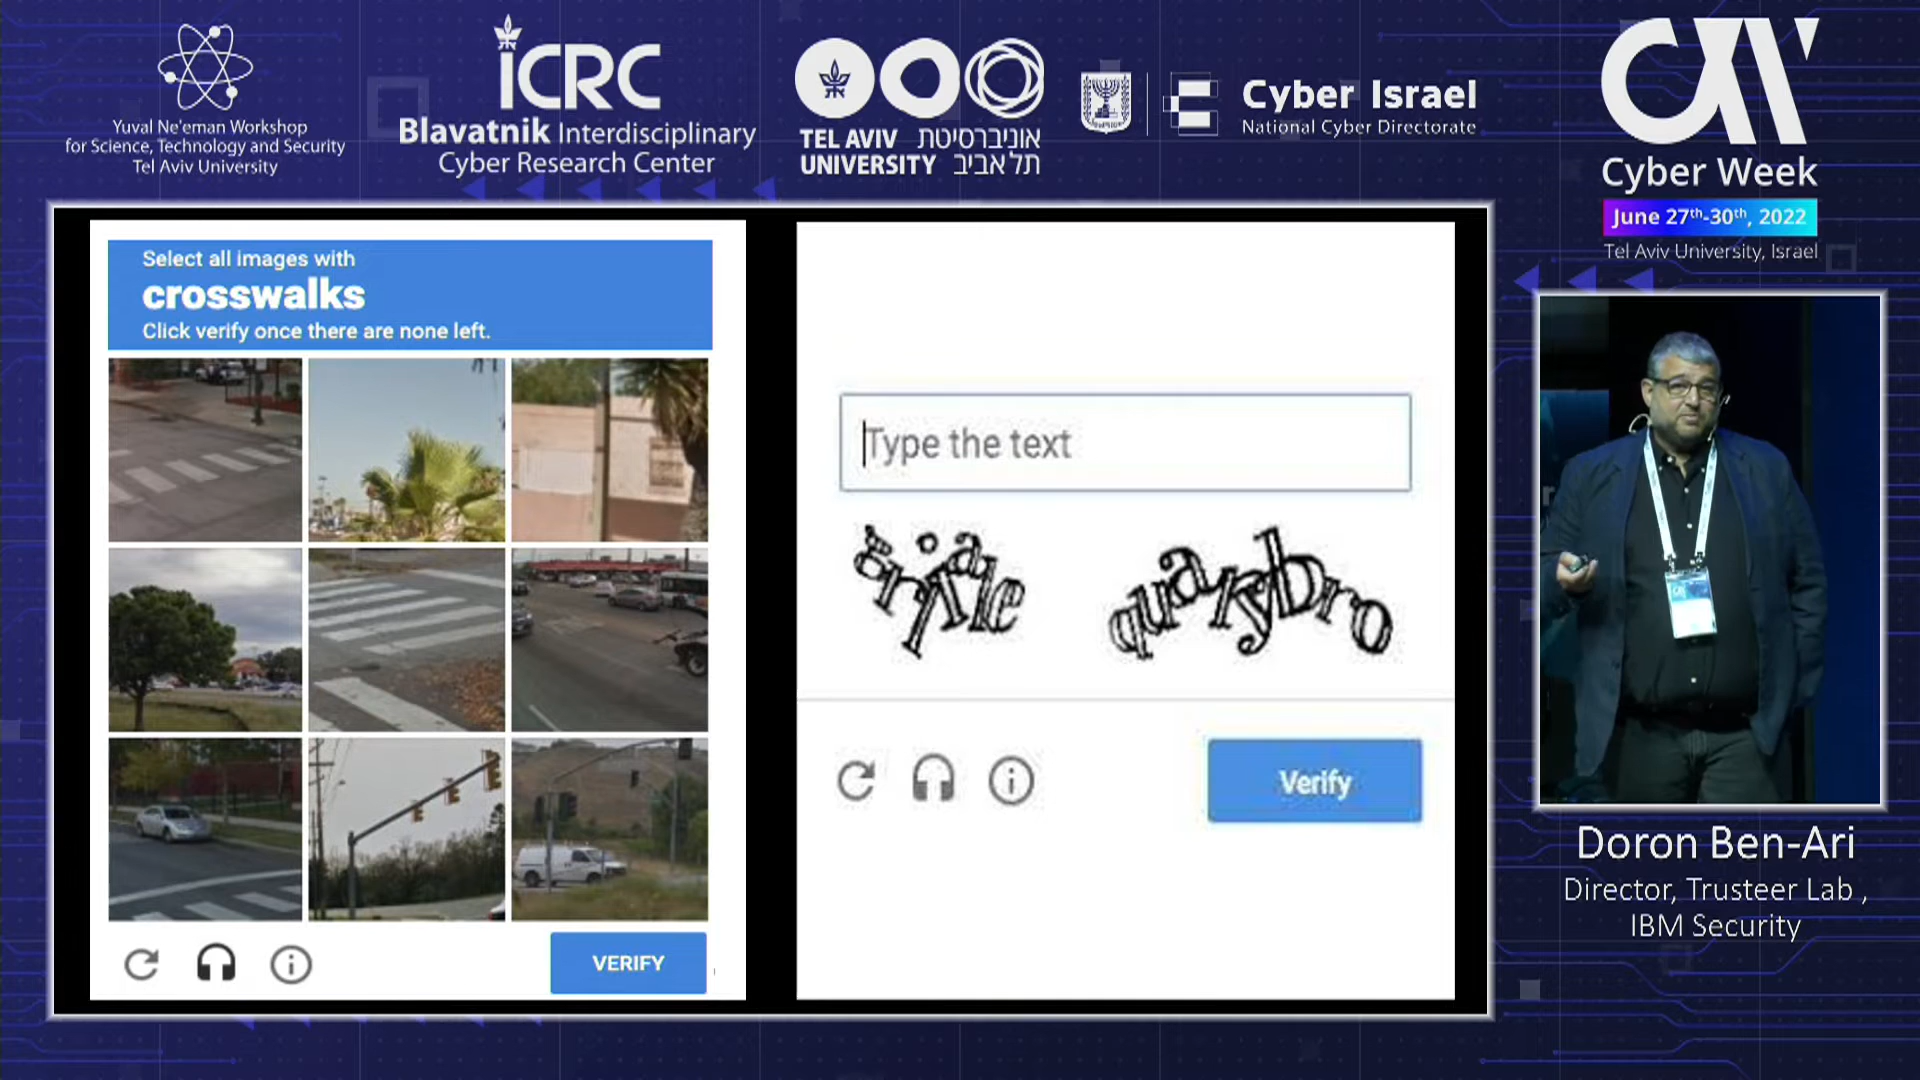 Yuval Ne'eman Workshop
for Science, Technology and Security
Tel Aviv University
ICRC
Blavatnik Interdisciplinary
Cyber Research Center
TEL AVIV אוניברסיטת
UNIVERSITY תל אביב
Cyber Israel
National Cyber Directorate
Cyber Week
June 27th-30th, 2022
Tel Aviv University, Israel
Select all images with
crosswalks
Click verify once there are none left.
VERIFY
Type the text
quarkybro
Verify
Doron Ben-Ari
Director, Trusteer Lab ,
IBM Security